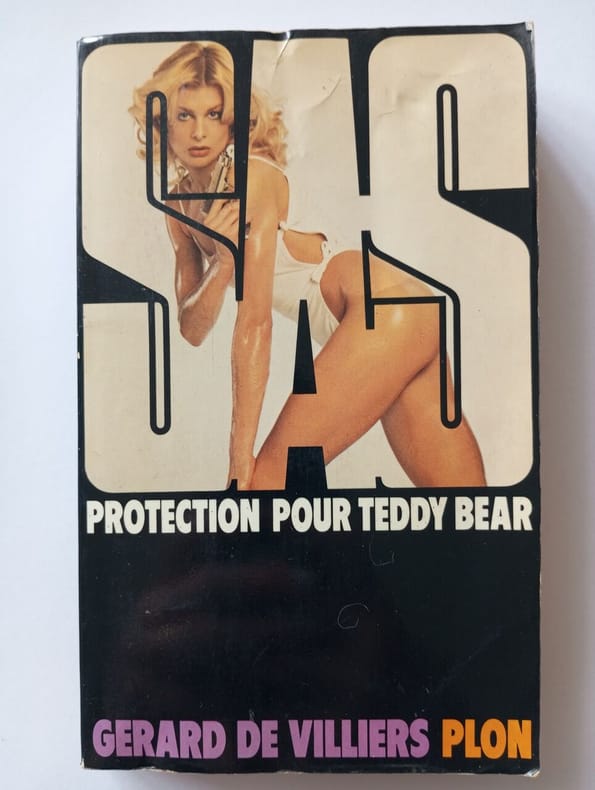 SAS
PROTECTION POUR TEDDY BEAR
GERARD DE VILLIERS PLON